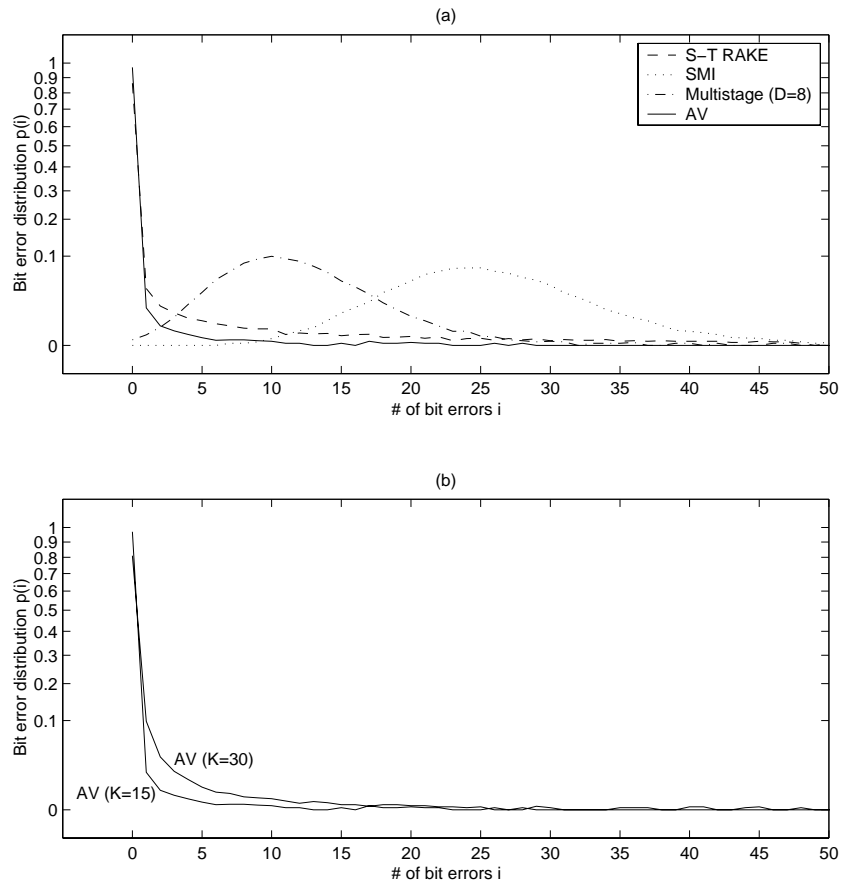 (a)
Bit error distribution p(i)
1
0.9
0.8
0.7
0.6
0.5
0.4
0.3
0.2
0.1
0
S−T RAKE
SMI
Multistage (D=8)
AV
0 5 10 15 20 25 30 35 40 45 50
# of bit errors i
(b)
Bit error distribution p(i)
1
0.9
0.8
0.7
0.6
0.5
0.4
0.3
0.2
0.1
0
AV (K=30)
AV (K=15)
0 5 10 15 20 25 30 35 40 45 50
# of bit errors i